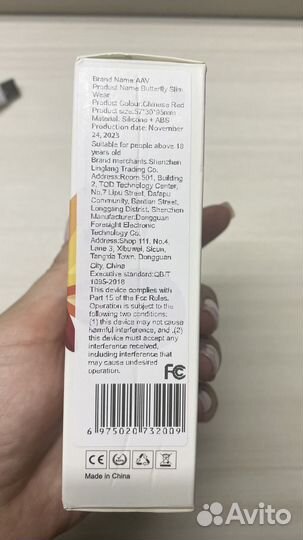 Brand Name:AAV
Product Name:Butterfly Slim
Wear
Product Colour:Chinese Red
Product size:57*30*95mm
Material: Silicone + ABS
Production date: November
24, 2023
Suitable for people above 18
years old
Brand merchants:Shenzhen
Linglang Trading Co.
Address:Room 501, Building
2, TOD Technology Center,
No.7 Lipu Street, Dafapu
Community, Bantian Street,
Longgang District, Shenzhen
Manufacturer:Dongguan
Foresight Electronic
Technology Co.
Address:Shop 111, No.4,
Lane 3, Xibuwei, Sicun,
Tangxia Town, Dongguan
City, China
Executive standard:QB/T
1095-2018
This device complies with
Part 15 of the Fcc Rules.
Operation is subject to the
following two conditions:
(1) this device may not cause
harmful interference, and .(2)
this device must accept any
interference received,
including interference that
may cause undesired
operation.
FC
6 975020 732009
CE
Made in China
Avito